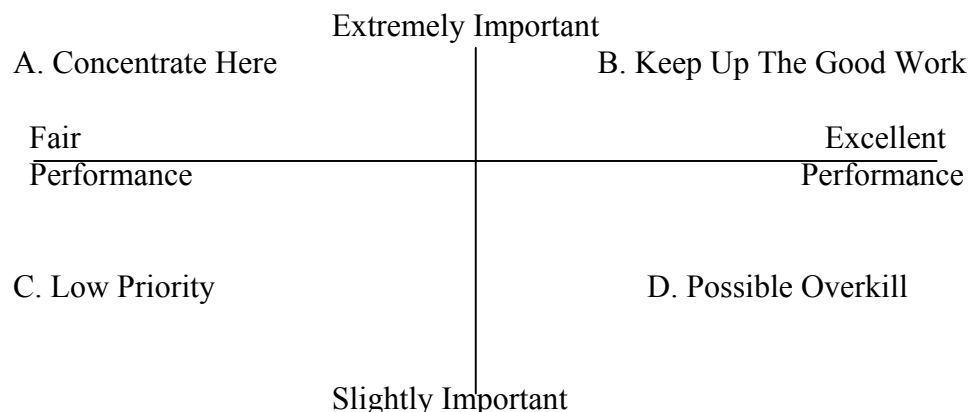 Extremely Important
A. Concentrate Here
B. Keep Up The Good Work
Fair
Performance
Excellent
Performance
C. Low Priority
D. Possible Overkill
Slightly Important